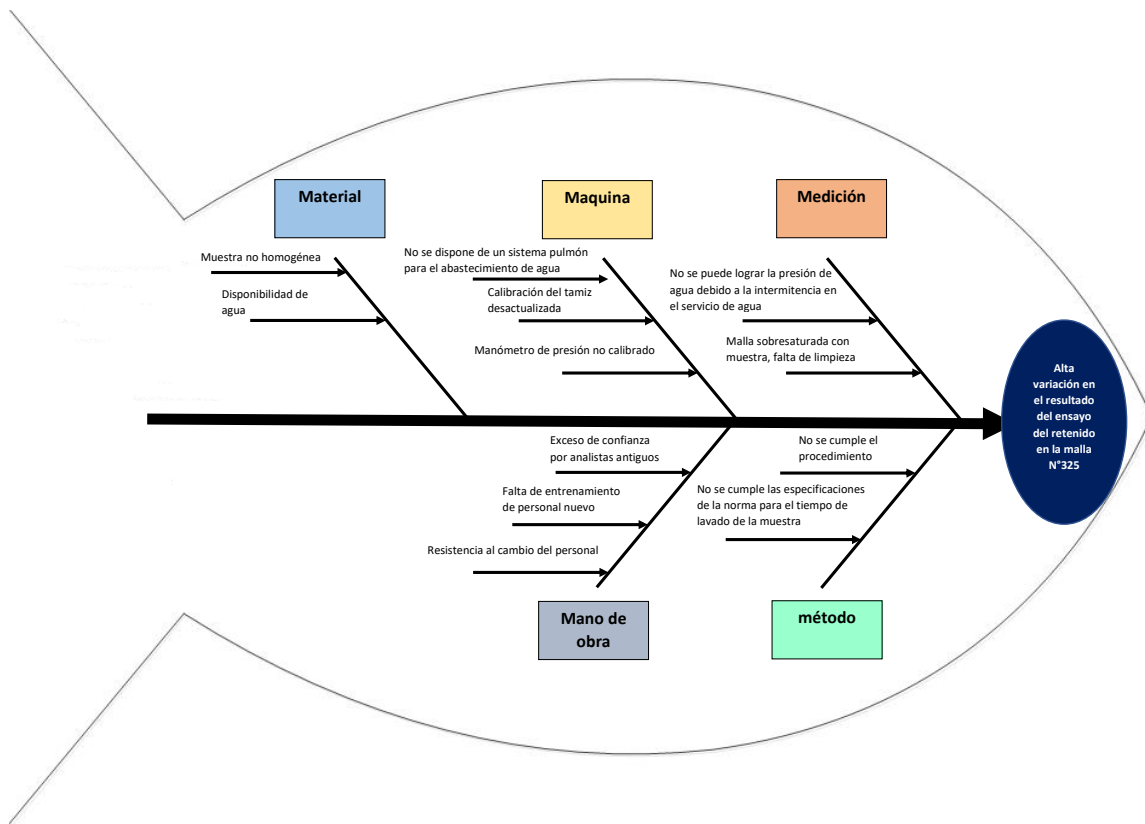 Material
Maquina
Medición
Muestra no homogénea
Disponibilidad de
agua
No se dispone de un sistema pulmón
para el abastecimiento de agua
Calibración del tamiz
desactualizada
Manómetro de presión no calibrado
No se puede lograr la presión de
agua debido a la intermitencia en
el servicio de agua
Malla sobresaturada con
muestra, falta de limpieza
Alta
variación en
el resultado
del ensayo
del retenido
en la malla
N°325
Exceso de confianza
por analistas antiguos
Falta de entrenamiento
de personal nuevo
Resistencia al cambio del personal
No se cumple el
procedimiento
No se cumple las especificaciones
de la norma para el tiempo de
lavado de la muestra
Mano de
obra
método